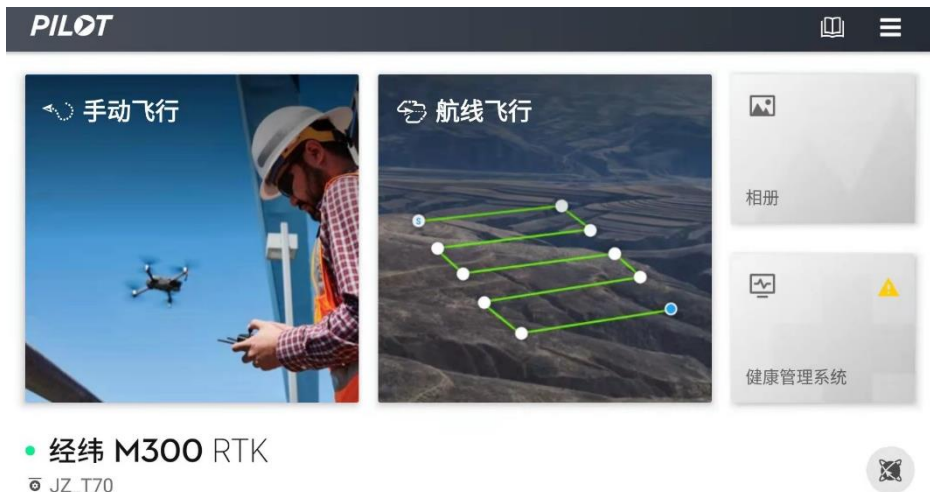 PILOT
手动飞行
航线飞行
相册
S
健康管理系统
经纬 M300 RTK
JZ_T70